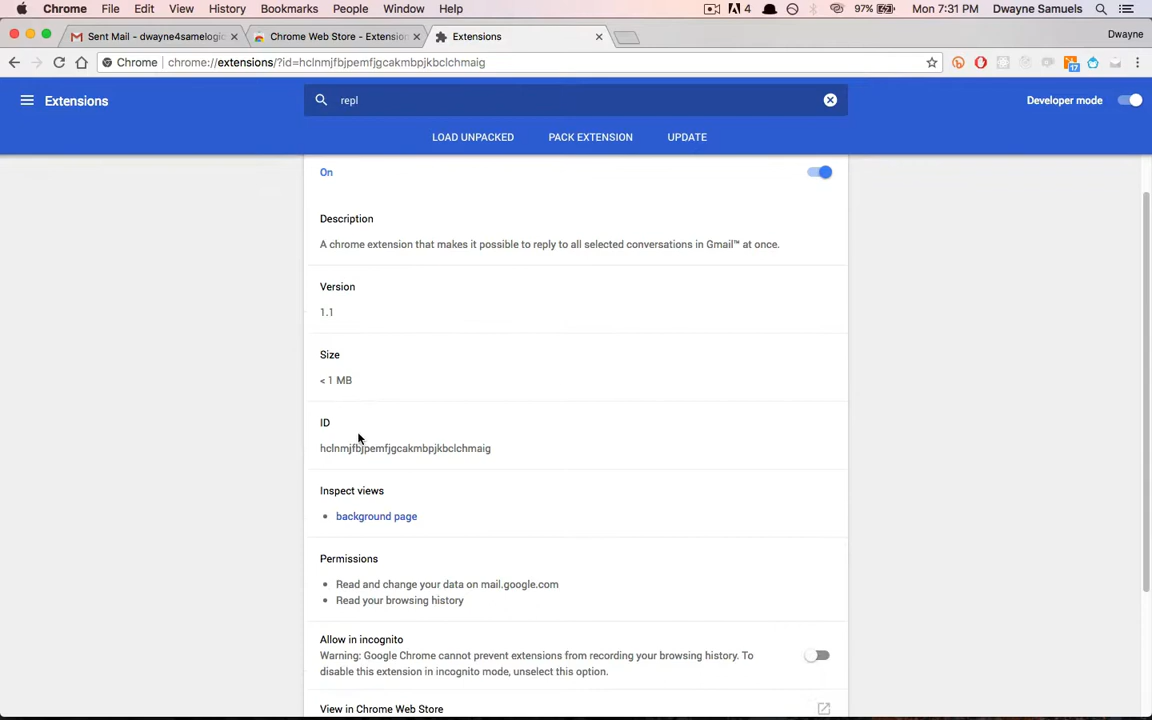 Chrome File Edit View History Bookmarks People Window Help 4 97% Mon 7:31 PM Dwayne Samuels
Sent Mail - dwayne4samelogic Chrome Web Store - Extension Extensions Dwayne
Chrome chrome://extensions/?id=hclnmjfbjpemfjgcakmbpjkbclchmaig 17
Extensions repl Developer mode
LOAD UNPACKED PACK EXTENSION UPDATE
On
Description
A chrome extension that makes it possible to reply to all selected conversations in Gmail™ at once.
Version
1.1
Size
< 1 MB
ID
hclnmjfbjpemfjgcakmbpjkbclchmaig
Inspect views
• background page
Permissions
• Read and change your data on mail.google.com
• Read your browsing history
Allow in incognito
Warning: Google Chrome cannot prevent extensions from recording your browsing history. To
disable this extension in incognito mode, unselect this option.
View in Chrome Web Store